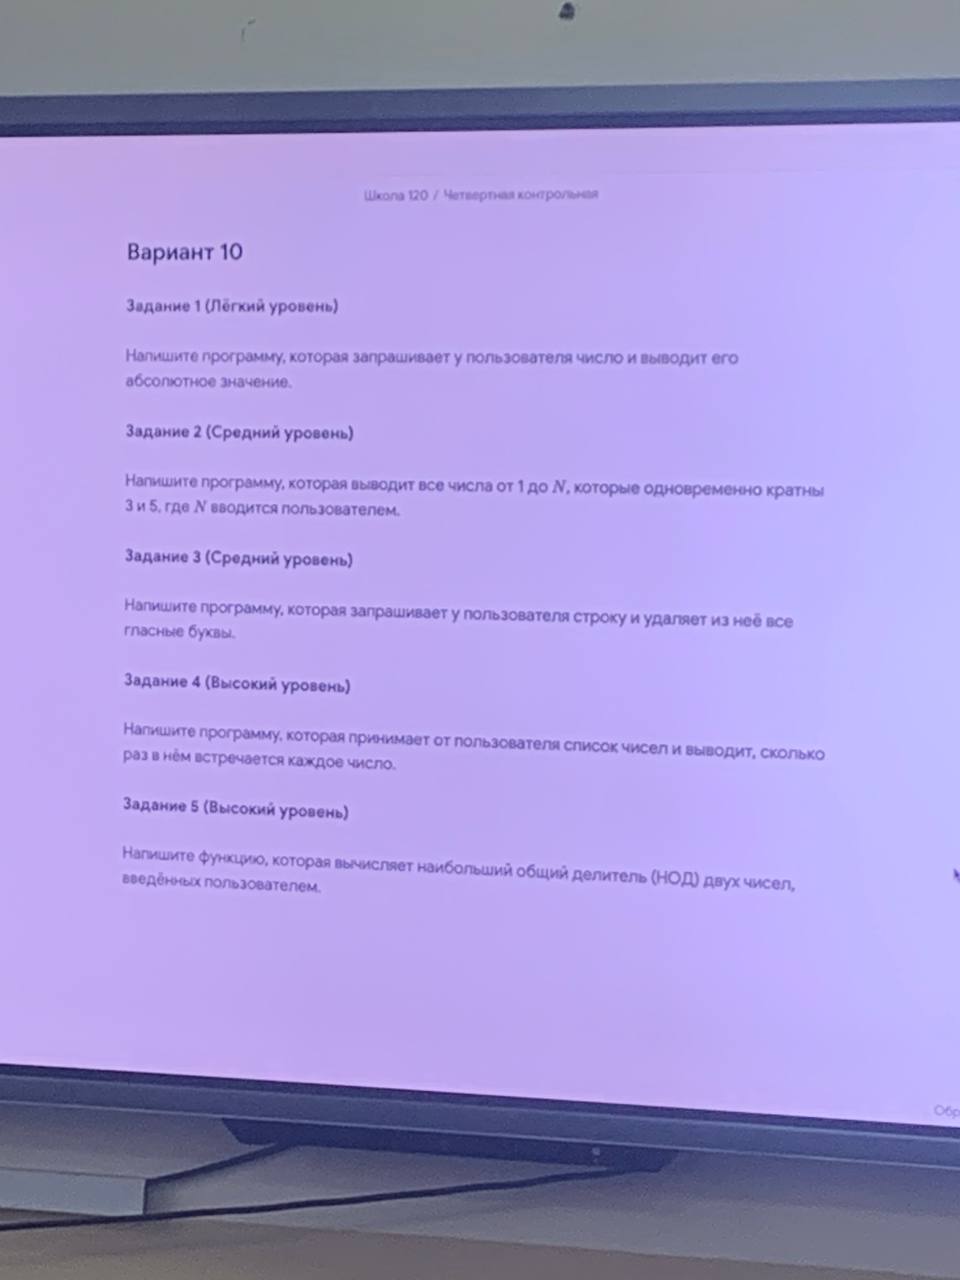 Школа 120 / Четвертная контрольная
Вариант 10
Задание 1 (Лёгкий уровень)
Напишите программу, которая запрашивает у пользователя число и выводит его
абсолютное значение.
Задание 2 (Средний уровень)
Напишите программу, которая выводит все числа от 1 до N, которые одновременно кратны
3 и 5, где N вводится пользователем.
Задание 3 (Средний уровень)
Напишите программу, которая запрашивает у пользователя строку и удаляет из неё все
гласные буквы.
Задание 4 (Высокий уровень)
Напишите программу, которая принимает от пользователя список чисел и выводит, сколько
раз в нём встречается каждое число.
Задание 5 (Высокий уровень)
Напишите функцию, которая вычисляет наибольший общий делитель (НОД) двух чисел,
введённых пользователем.
Обр